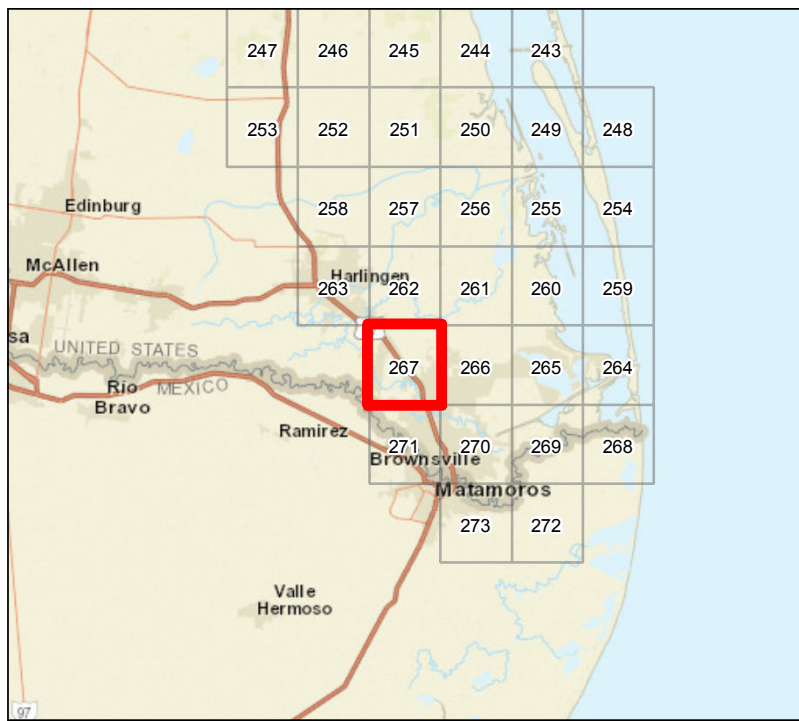 247 246 245 244 243
253 252 251 250 249 248
Edinburg
258 257 256 255 254
McAllen
Harlingen
263 262 261 260 259
sa
UNITED STATES
267 266 265 264
Río
Bravo
MEXICO
Ramirez
271 270 269 268
Brownsville
Matamoros
273 272
Valle
Hermoso
97